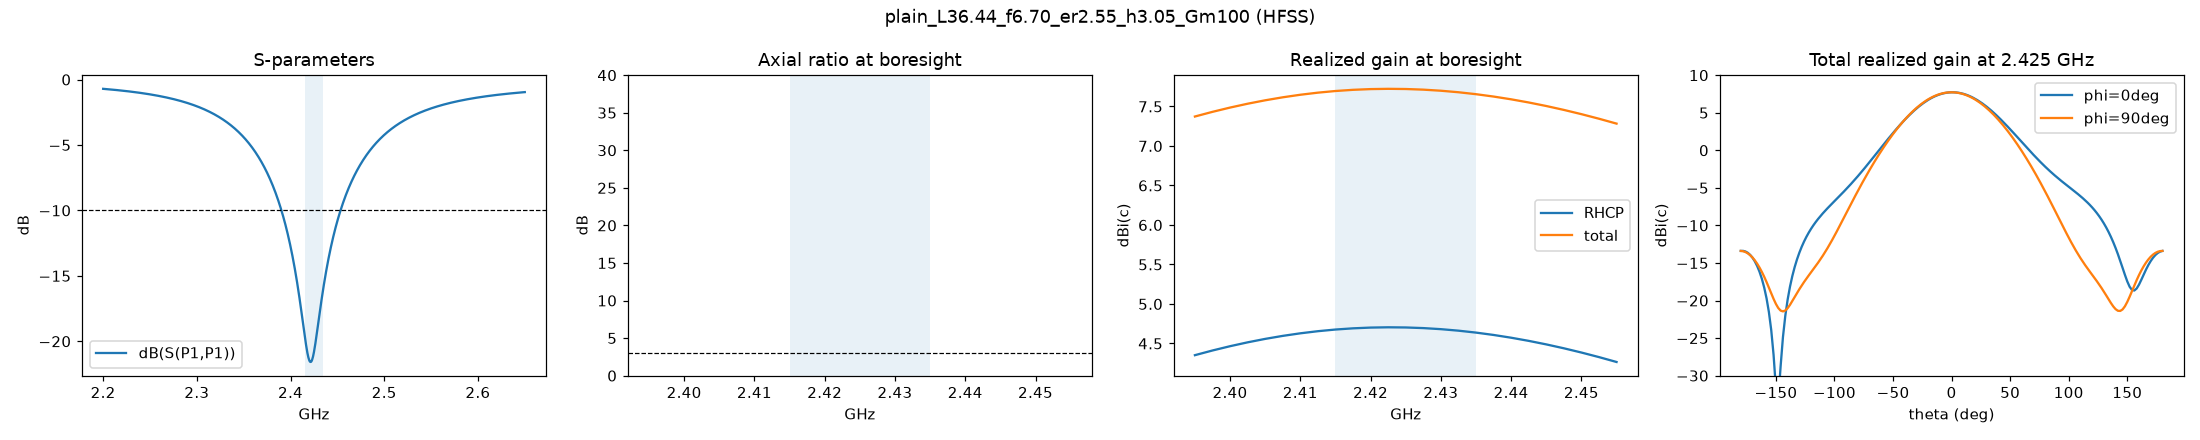 plain_L36.44_f6.70_er2.55_h3.05_Gm100 (HFSS)
S-parameters
0
−5
−10
−15
−20
dB
dB(S(P1,P1))
2.2 2.3 2.4 2.5 2.6
GHz
Axial ratio at boresight
40
35
30
25
20
15
10
5
0
dB
2.40 2.41 2.42 2.43 2.44 2.45
GHz
Realized gain at boresight
7.5
7.0
6.5
6.0
5.5
5.0
4.5
dBi(c)
RHCP
total
2.40 2.41 2.42 2.43 2.44 2.45
GHz
Total realized gain at 2.425 GHz
10
5
0
−5
−10
−15
−20
−25
−30
dBi(c)
phi=0deg
phi=90deg
−150 −100 −50 0 50 100 150
theta (deg)